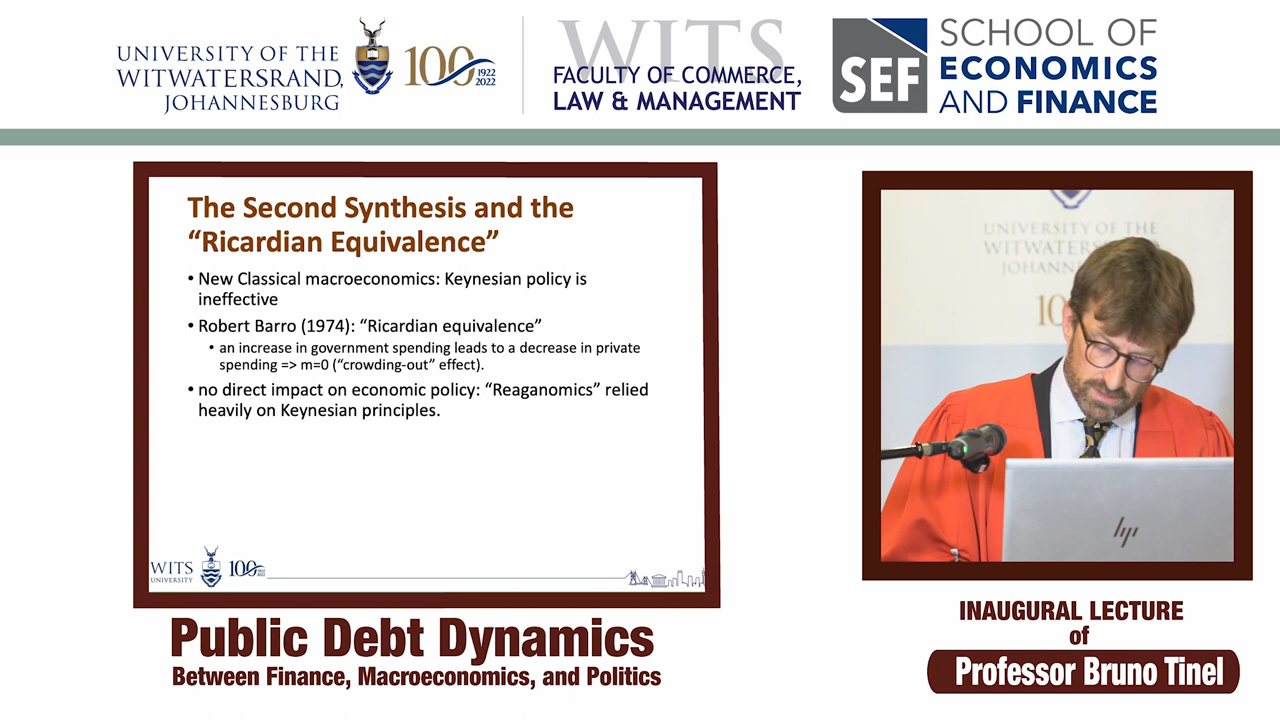 UNIVERSITY OF THE
WITWATERSRAND,
JOHANNESBURG
100
1922
2022
WITS
FACULTY OF COMMERCE,
LAW & MANAGEMENT
SEF
SCHOOL OF
ECONOMICS
AND FINANCE
The Second Synthesis and the
“Ricardian Equivalence”
• New Classical macroeconomics: Keynesian policy is
ineffective
• Robert Barro (1974): “Ricardian equivalence”
• an increase in government spending leads to a decrease in private
spending => m=0 (“crowding-out” effect).
• no direct impact on economic policy: “Reaganomics” relied
heavily on Keynesian principles.
WITS
UNIVERSITY
100
UNIVERSITY OF THE
JOHANN
10
hp
Public Debt Dynamics
Between Finance, Macroeconomics, and Politics
INAUGURAL LECTURE
of
Professor Bruno Tinel